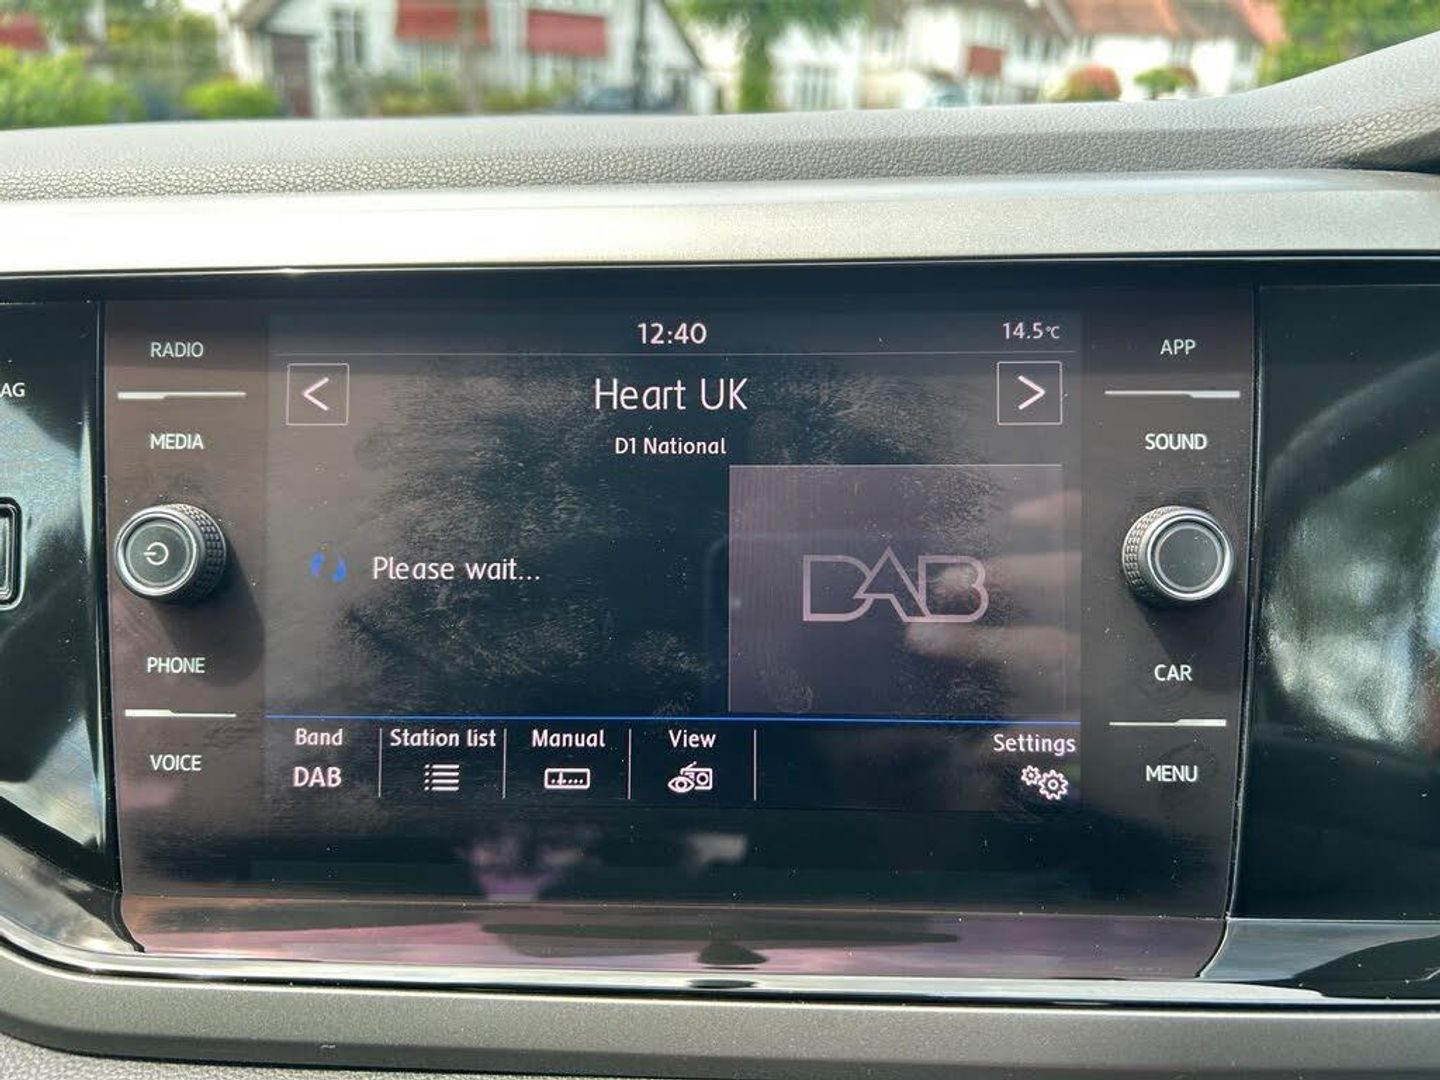 12:40
14.5°C
RADIO
APP
AG
<
Heart UK
>
MEDIA
D1 National
SOUND
Please wait...
DAB
PHONE
CAR
Band
Station list
Manual
View
Settings
DAB
VOICE
MENU